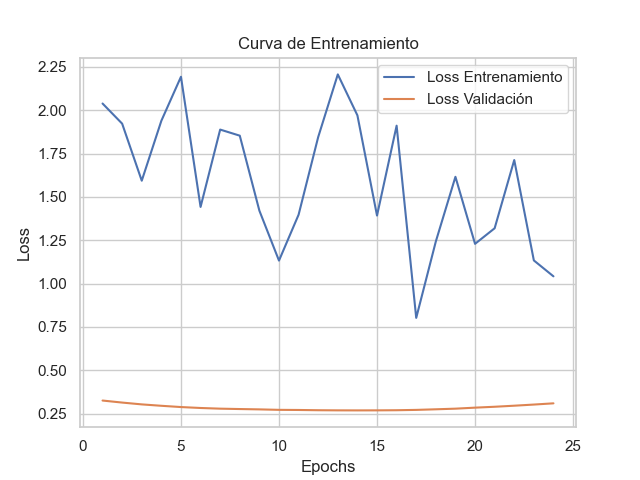 Curva de Entrenamiento
Loss Entrenamiento
Loss Validación
2.25
2.00
1.75
1.50
1.25
1.00
0.75
0.50
0.25
Loss
0 5 10 15 20 25
Epochs